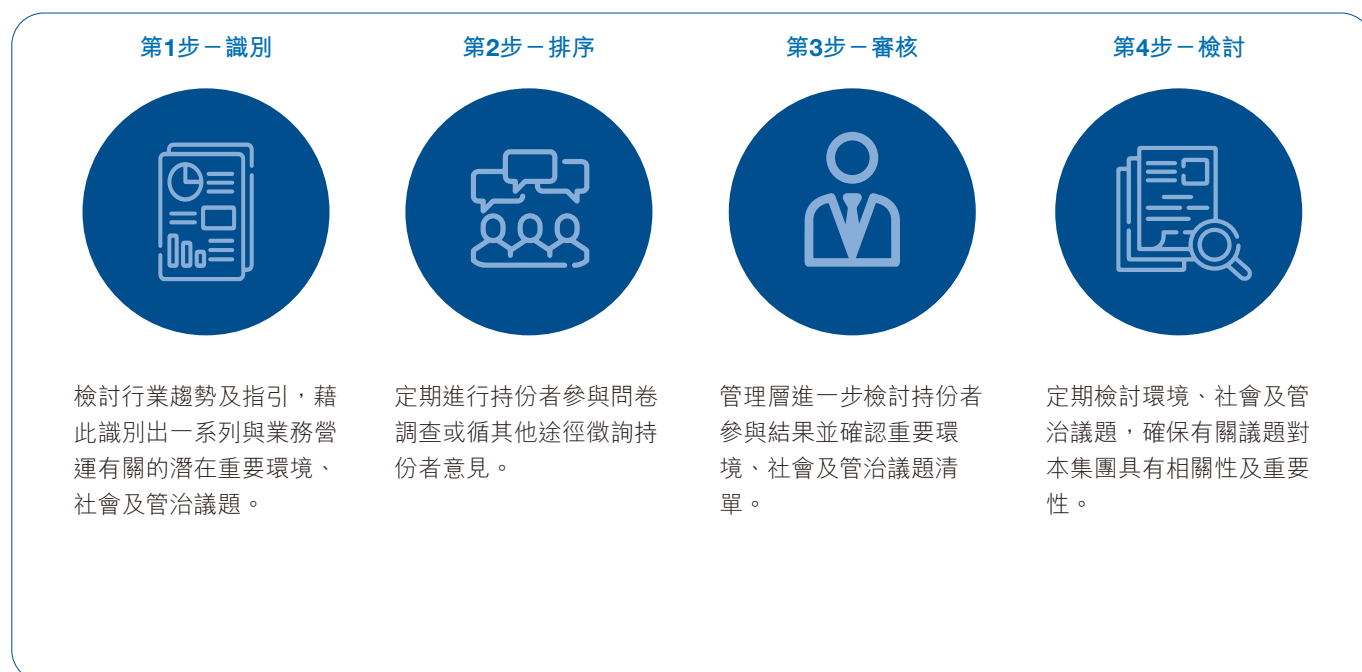 第1步－識別
檢討行業趨勢及指引，藉
此識別出一系列與業務營
運有關的潛在重要環境、
社會及管治議題。
第2步－排序
定期進行持份者參與問卷
調查或循其他途徑徵詢持
份者意見。
第3步－審核
管理層進一步檢討持份者
參與結果並確認重要環
境、社會及管治議題清
單。
第4步－檢討
定期檢討環境、社會及管
治議題，確保有關議題對
本集團具有相關性及重要
性。